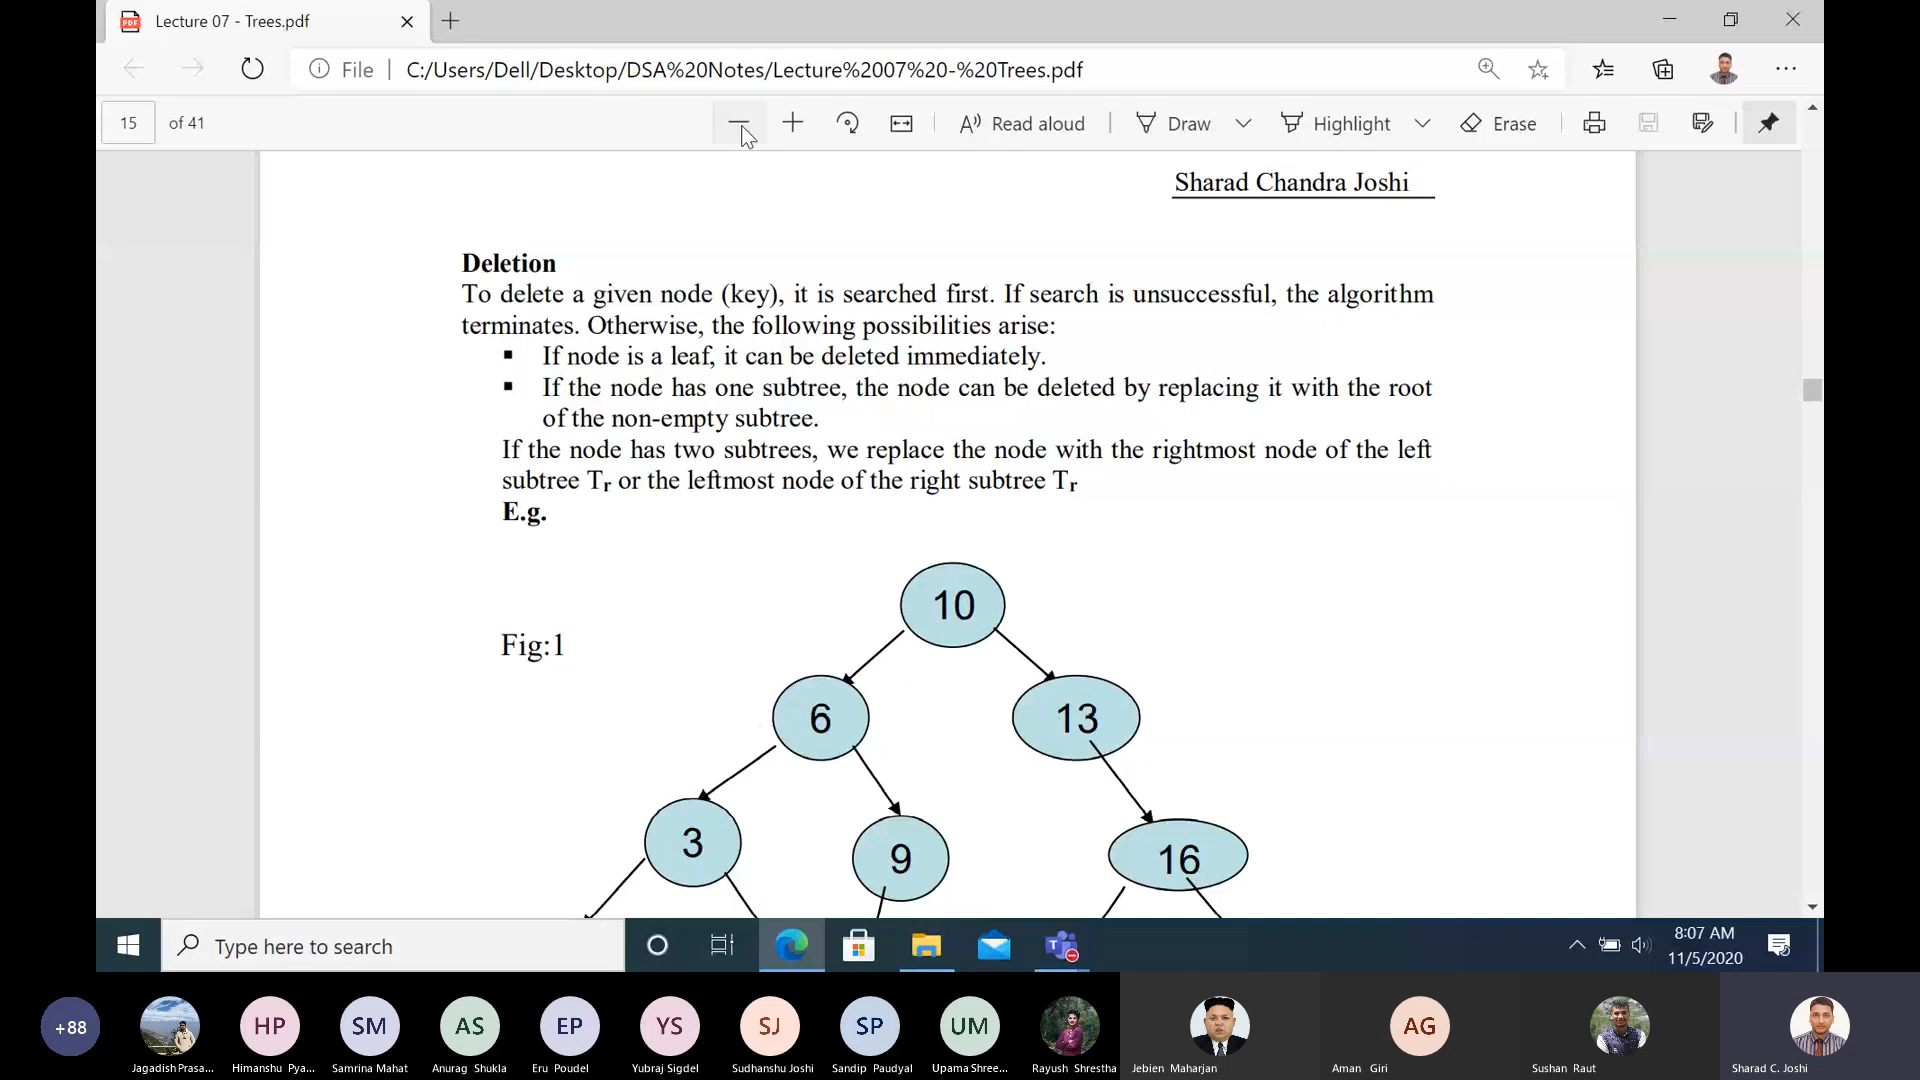 Lecture 07 - Trees.pdf
File
C:/Users/Dell/Desktop/DSA%20Notes/Lecture%2007%20-%20Trees.pdf
15 of 41
Read aloud
Draw
Highlight
Erase
Sharad Chandra Joshi
Deletion
To delete a given node (key), it is searched first. If search is unsuccessful, the algorithm
terminates. Otherwise, the following possibilities arise:
▪ If node is a leaf, it can be deleted immediately.
▪ If the node has one subtree, the node can be deleted by replacing it with the root
of the non-empty subtree.
If the node has two subtrees, we replace the node with the rightmost node of the left
subtree Tr or the leftmost node of the right subtree Tr
E.g.
10
Fig:1
6
13
3
9
16
Type here to search
8:07 AM
11/5/2020
+88
HP
SM
AS
EP
YS
SJ
SP
UM
AG
Jagadish Prasa...
Himanshu Pya...
Samrina Mahat
Anurag Shukla
Eru Poudel
Yubraj Sigdel
Sudhanshu Joshi
Sandip Paudyal
Upama Shree...
Rayush Shrestha
Jebien Maharjan
Aman Giri
Sushan Raut
Sharad C. Joshi